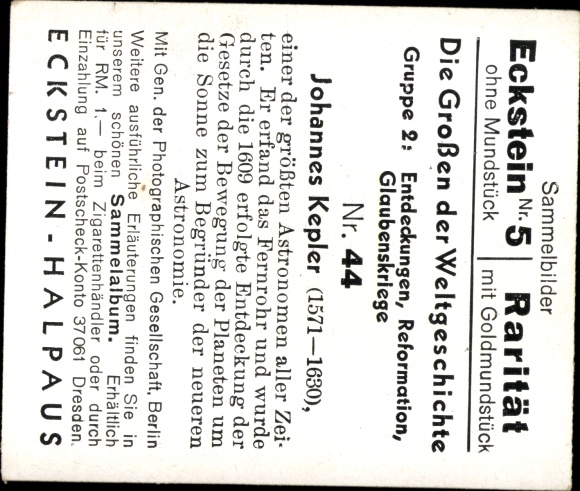 Sammelbilder
Eckstein Nr. 5 | Rarität
ohne Mundstück | mit Goldmundstück
Die Großen der Weltgeschichte
Gruppe 2: Entdeckungen, Reformation,
Glaubenskriege
Nr. 44
Johannes Kepler (1571—1630),
einer der größten Astronomen aller Zei-
ten. Er erfand das Fernrohr und wurde
durch die 1609 erfolgte Entdeckung der
Gesetze der Bewegung der Planeten um
die Sonne zum Begründer der neueren
Astronomie.
Mit Gen. der Photographischen Gesellschaft, Berlin
Weitere ausführliche Erläuterungen finden Sie in
unserem schönen Sammelalbum. Erhältlich
für RM. 1.— beim Zigarettenhändler oder durch
Einzahlung auf Postscheck-Konto 37061 Dresden.
ECKSTEIN-HALPAUS